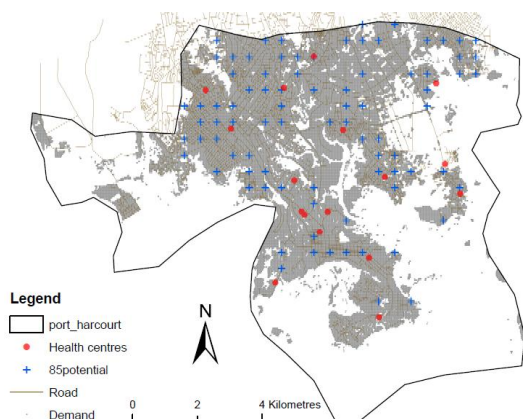 Legend
port_harcourt
Health centres
85potential
Road
Demand
N
0 2 4 Kilometres